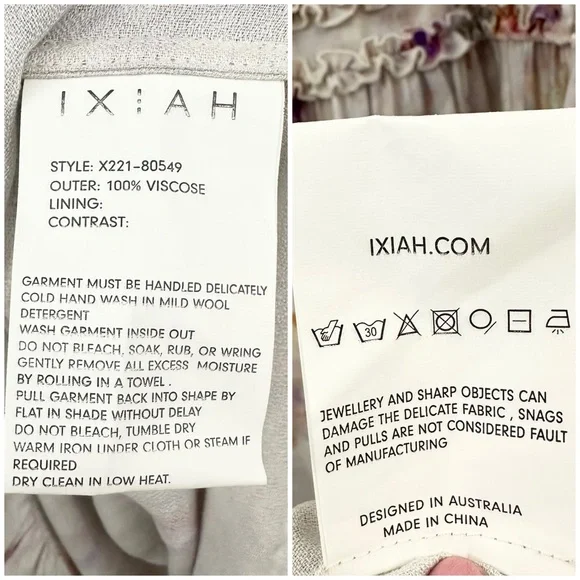 IXIAH
STYLE: X221-80549
OUTER: 100% VISCOSE
LINING:
CONTRAST:
GARMENT MUST BE HANDLED DELICATELY
COLD HAND WASH IN MILD WOOL
DETERGENT
WASH GARMENT INSIDE OUT
DO NOT BLEACH, SOAK, RUB, OR WRING
GENTLY REMOVE ALL EXCESS MOISTURE
BY ROLLING IN A TOWEL .
PULL GARMENT BACK INTO SHAPE BY
FLAT IN SHADE WITHOUT DELAY
DO NOT BLEACH, TUMBLE DRY
WARM IRON UNDER CLOTH OR STEAM IF
REQUIRED
DRY CLEAN IN LOW HEAT.
IXIAH.COM
30
JEWELLERY AND SHARP OBJECTS CAN
DAMAGE THE DELICATE FABRIC , SNAGS
AND PULLS ARE NOT CONSIDERED FAULT
OF MANUFACTURING
DESIGNED IN AUSTRALIA
MADE IN CHINA